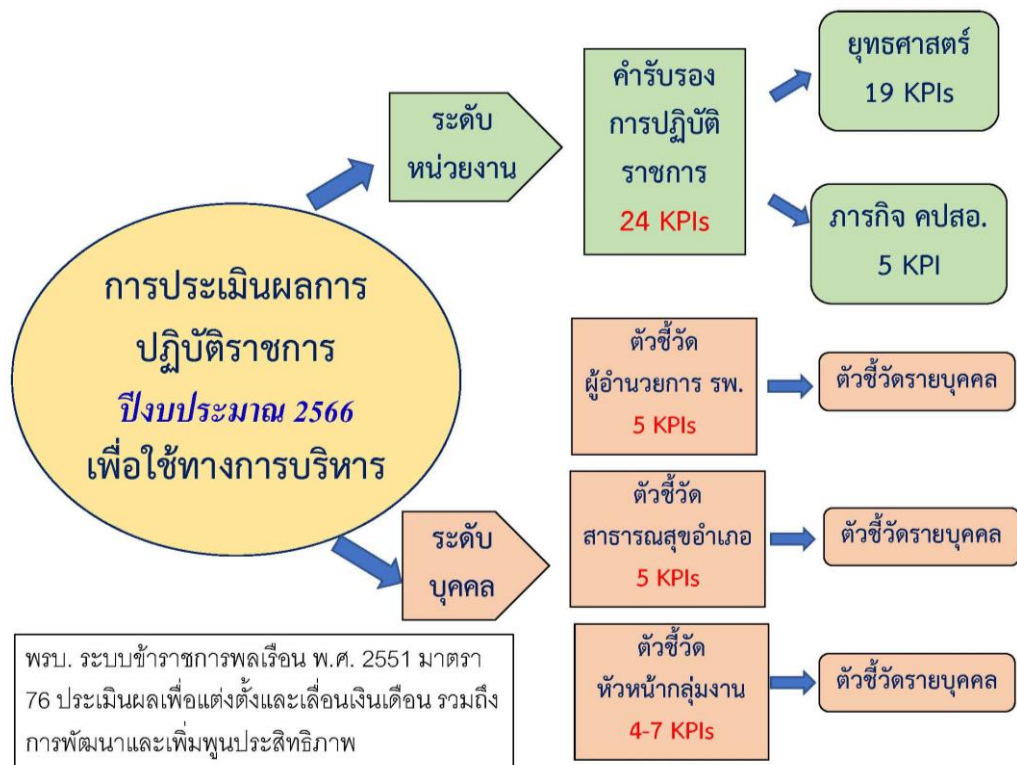 การประเมินผลการ
ปฏิบัติราชการ
ปีงบประมาณ 2566
เพื่อใช้ทางการบริหาร
ระดับ
หน่วยงาน
คำรับรอง
การปฏิบัติ
ราชการ
24 KPIs
ยุทธศาสตร์
19 KPIs
ภารกิจ คปสอ.
5 KPI
ระดับ
บุคคล
ตัวชี้วัด
ผู้อำนวยการ รพ.
5 KPIs
ตัวชี้วัดรายบุคคล
ตัวชี้วัด
สาธารณสุขอำเภอ
5 KPIs
ตัวชี้วัดรายบุคคล
ตัวชี้วัด
หัวหน้ากลุ่มงาน
4-7 KPIs
ตัวชี้วัดรายบุคคล
พรบ. ระบบข้าราชการพลเรือน พ.ศ. 2551 มาตรา
76 ประเมินผลเพื่อแต่งตั้งและเลื่อนเงินเดือน รวมถึง
การพัฒนาและเพิ่มพูนประสิทธิภาพ